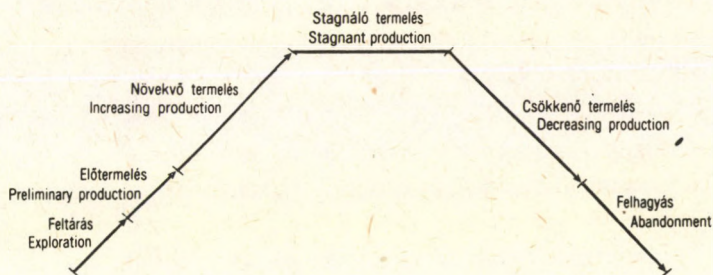 Stagnáló termelés
Stagnant production
Növekvő termelés
Increasing production
Csökkenő termelés
Decreasing production
Előtermelés
Preliminary production
Feltárás
Exploration
Felhagyás
Abandonment